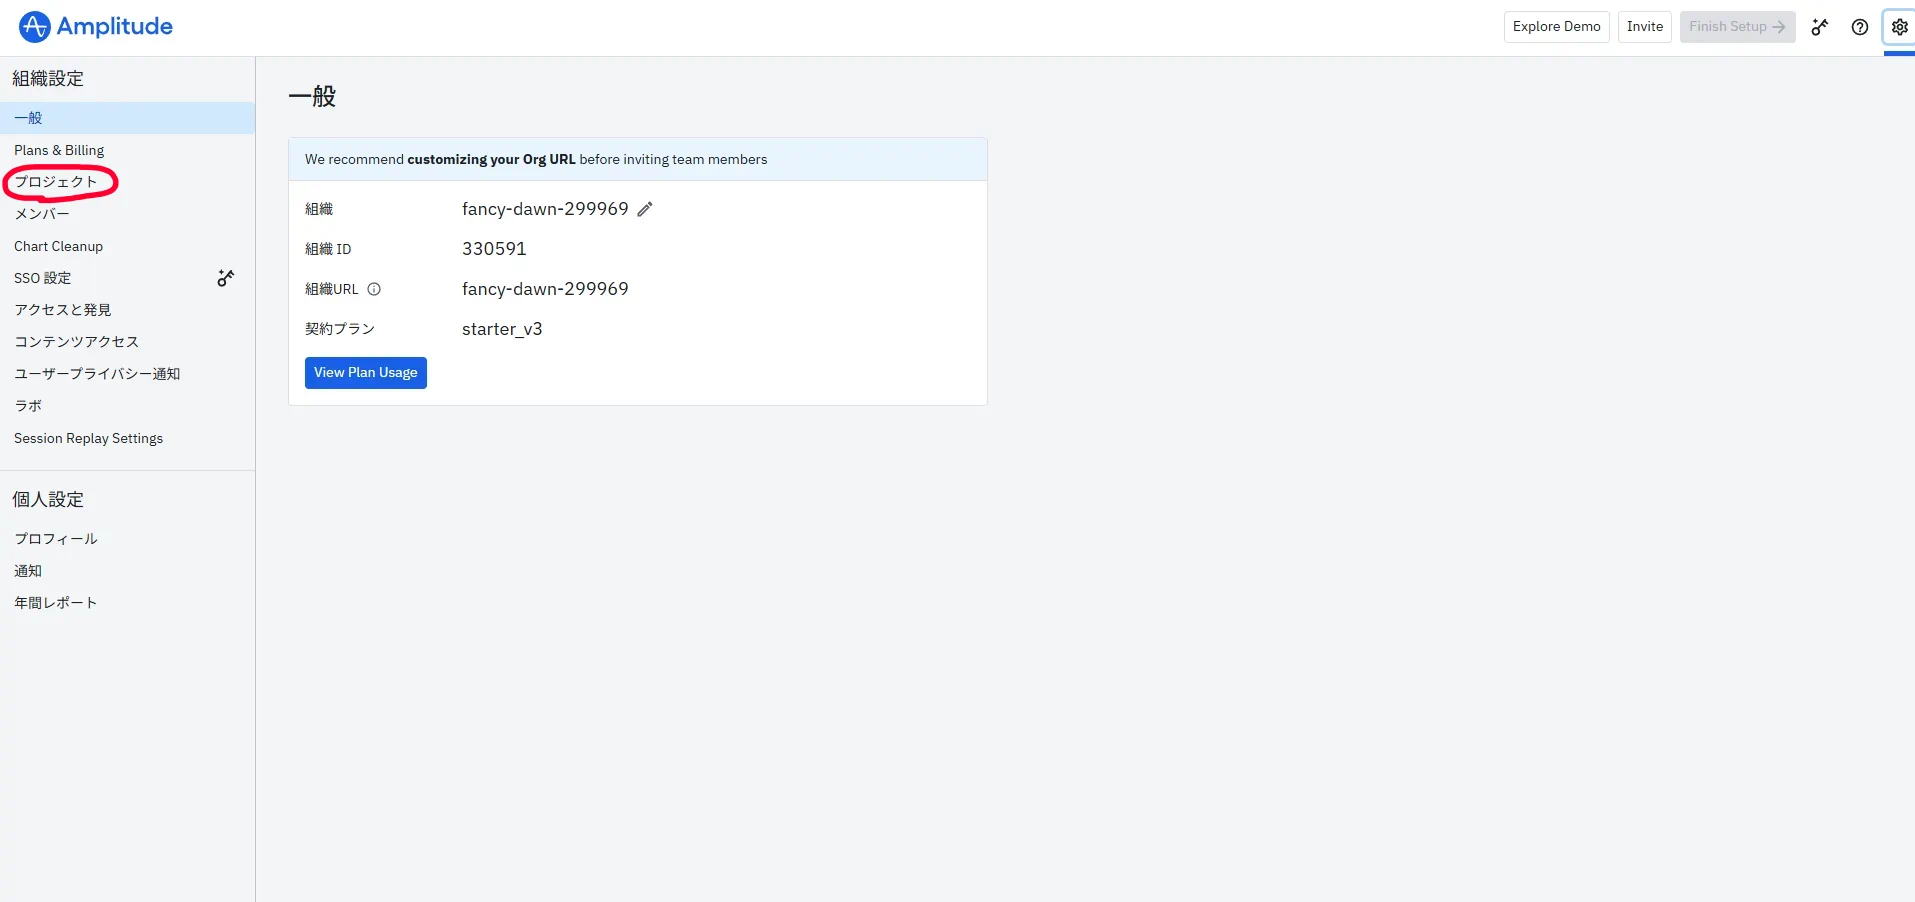 Amplitude
Explore Demo
Invite
Finish Setup →
組織設定
一般
Plans & Billing
プロジェクト
メンバー
Chart Cleanup
SSO 設定
アクセスと発見
コンテンツアクセス
ユーザープライバシー通知
ラボ
Session Replay Settings
個人設定
プロフィール
通知
年間レポート
一般
We recommend customizing your Org URL before inviting team members
組織 fancy-dawn-299969
組織 ID 330591
組織URL fancy-dawn-299969
契約プラン starter_v3
View Plan Usage